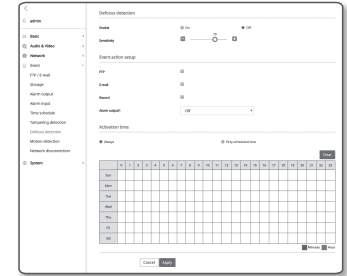 admin
Basic
Audio & Video
Network
Event
FTP / E-mail
Storage
Alarm output
Alarm input
Time schedule
Tampering detection
Defocus detection
Motion detection
Network disconnection
System
Defocus detection
Enable On Off
Sensitivity 50
Event action setup
FTP
E-mail
Record
Alarm output1 Off
Activation time
Always Only scheduled time
Clear
0 1 2 3 4 5 6 7 8 9 10 11 12 13 14 15 16 17 18 19 20 21 22 23
Sun
Mon
Tue
Wed
Thu
Fri
Sat
Minutes Hour
Cancel Apply